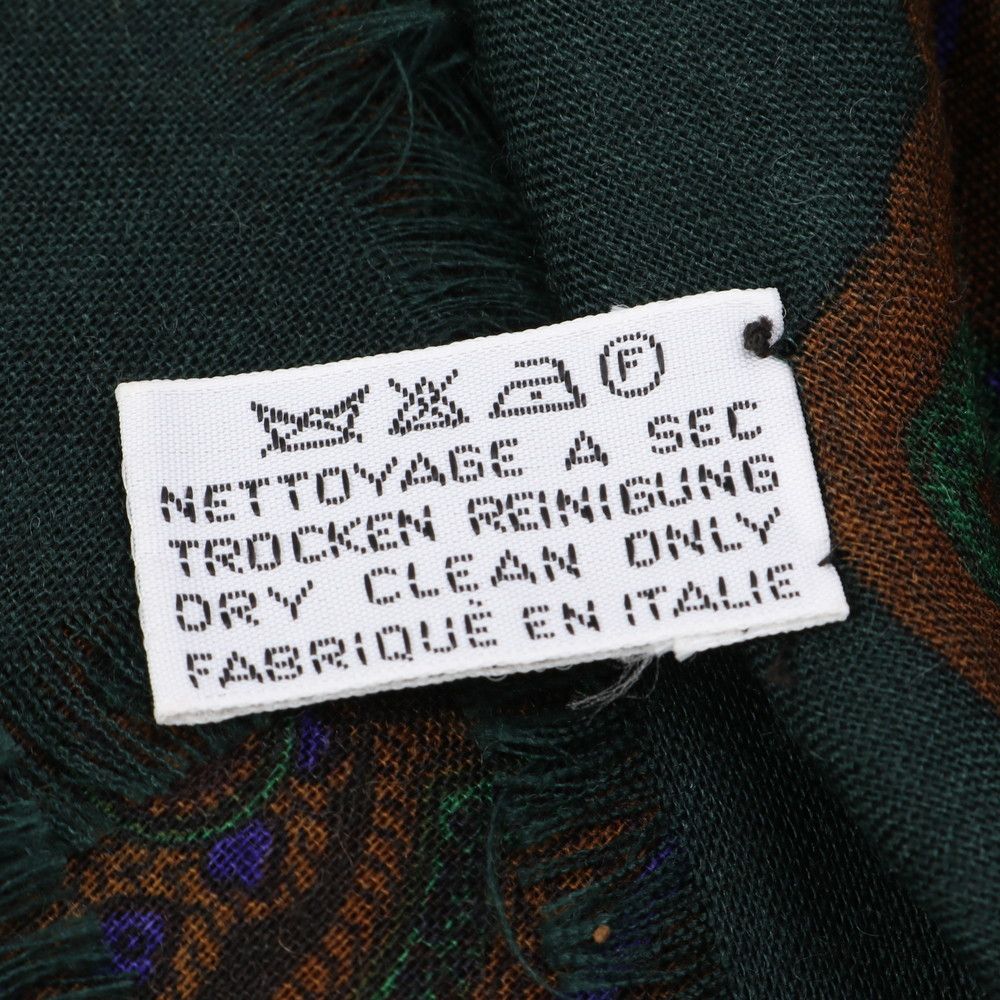 F
NETTOYAGE A SEC
TROCKEN REINIGUNG
DRY CLEAN ONLY
FABRIQUÉ EN ITALIE